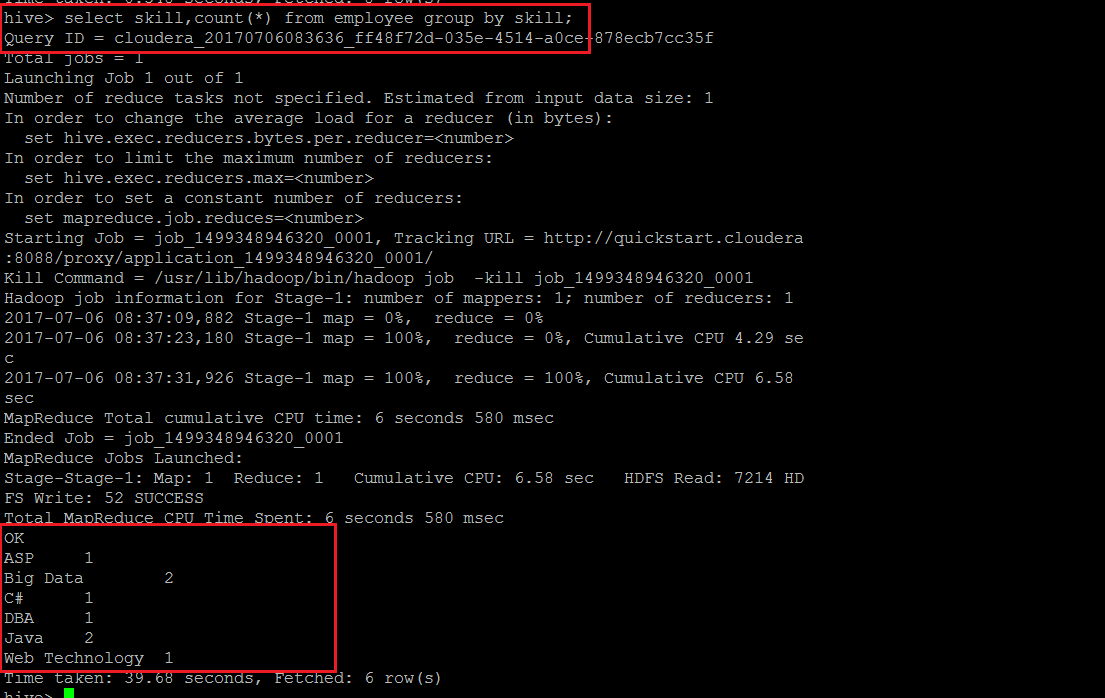 Time taken: 0.540 seconds, Fetched: 8 row(s)
hive> select skill,count(*) from employee group by skill;
Query ID = cloudera_20170706083636_ff48f72d-035e-4514-a0ce-878ecb7cc35f
Total jobs = 1
Launching Job 1 out of 1
Number of reduce tasks not specified. Estimated from input data size: 1
In order to change the average load for a reducer (in bytes):
  set hive.exec.reducers.bytes.per.reducer=<number>
In order to limit the maximum number of reducers:
  set hive.exec.reducers.max=<number>
In order to set a constant number of reducers:
  set mapreduce.job.reduces=<number>
Starting Job = job_1499348946320_0001, Tracking URL = http://quickstart.cloudera
:8088/proxy/application_1499348946320_0001/
Kill Command = /usr/lib/hadoop/bin/hadoop job  -kill job_1499348946320_0001
Hadoop job information for Stage-1: number of mappers: 1; number of reducers: 1
2017-07-06 08:37:09,882 Stage-1 map = 0%,  reduce = 0%
2017-07-06 08:37:23,180 Stage-1 map = 100%,  reduce = 0%, Cumulative CPU 4.29 se
c
2017-07-06 08:37:31,926 Stage-1 map = 100%,  reduce = 100%, Cumulative CPU 6.58
sec
MapReduce Total cumulative CPU time: 6 seconds 580 msec
Ended Job = job_1499348946320_0001
MapReduce Jobs Launched:
Stage-Stage-1: Map: 1  Reduce: 1   Cumulative CPU: 6.58 sec   HDFS Read: 7214 HD
FS Write: 52 SUCCESS
Total MapReduce CPU Time Spent: 6 seconds 580 msec
OK
ASP     1
Big Data        2
C#      1
DBA     1
Java    2
Web Technology  1
Time taken: 39.68 seconds, Fetched: 6 row(s)
hive>